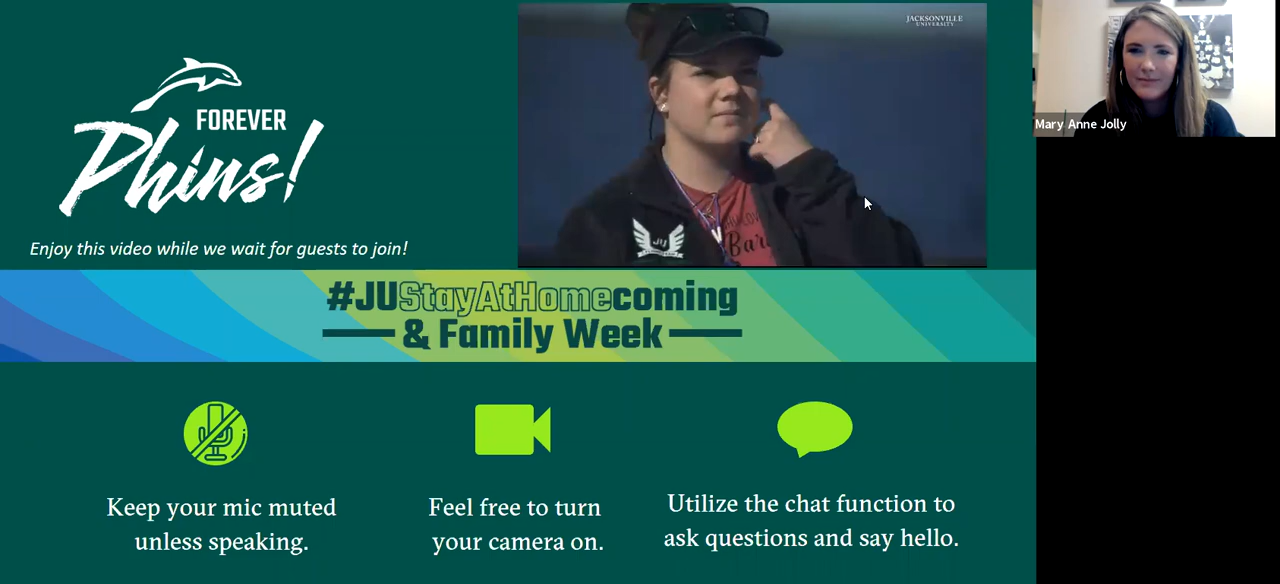 JACKSONVILLE
UNIVERSITY
Mary Anne Jolly
FOREVER
Phins!
JU
Enjoy this video while we wait for guests to join!
#JUStayAtHomecoming
& Family Week
Keep your mic muted
unless speaking.
Feel free to turn
your camera on.
Utilize the chat function to
ask questions and say hello.